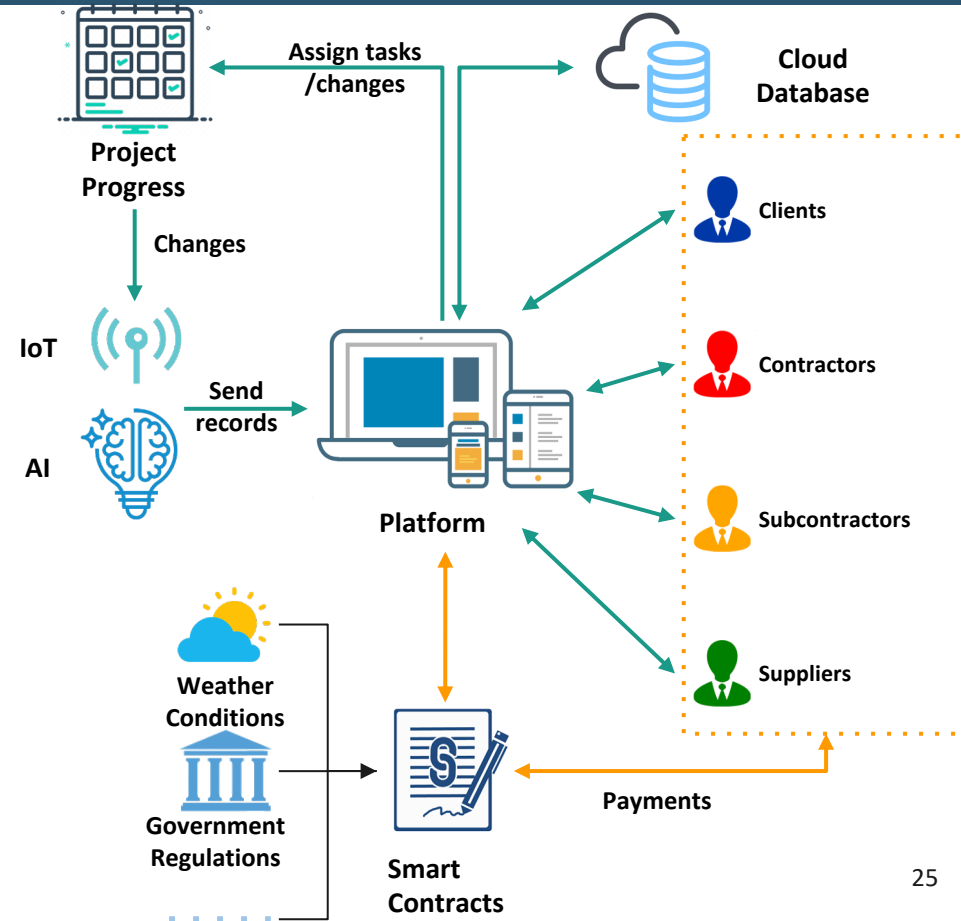 Assign tasks
/changes
Cloud
Database
Project
Progress
Clients
Changes
IoT
Contractors
Send
records
AI
Platform
Subcontractors
Weather
Conditions
Suppliers
Government
Regulations
S
Payments
Smart
Contracts
25